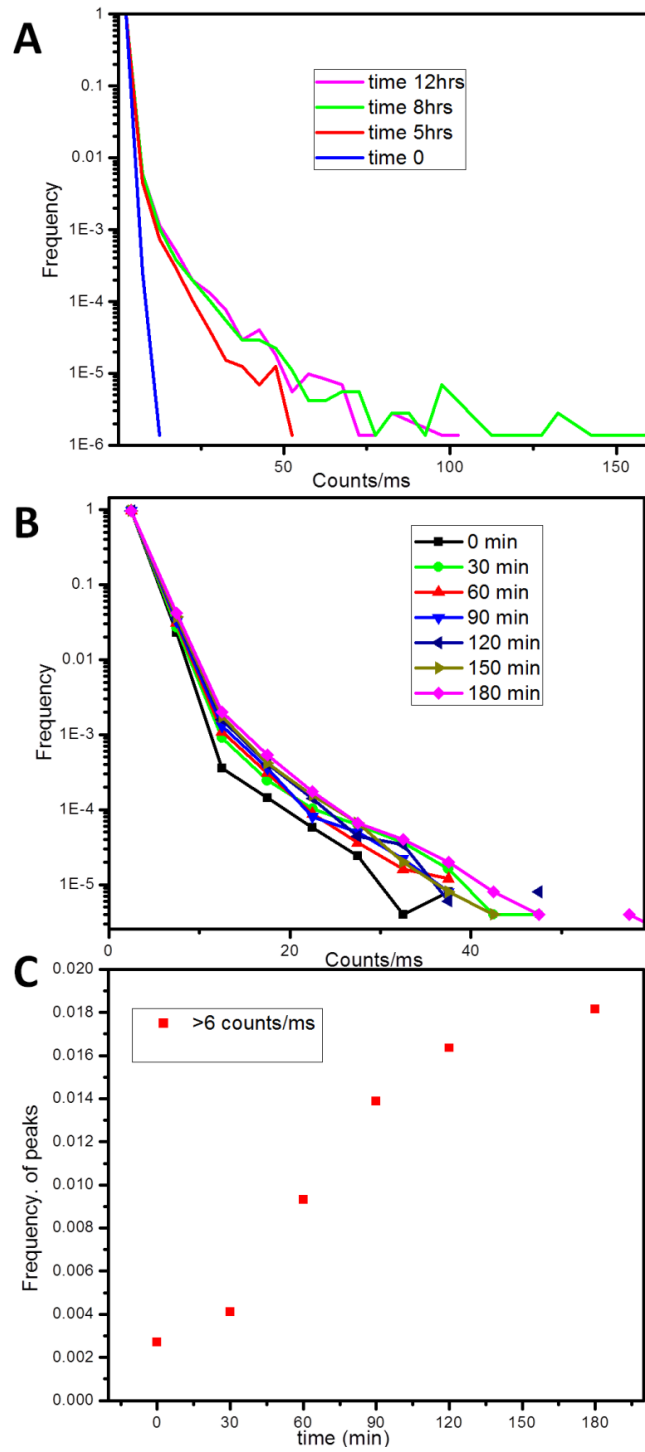 A
1
0.1
0.01
1E-3
1E-4
1E-5
1E-6
Frequency
time 12hrs
time 8hrs
time 5hrs
time 0
50
100
150
Counts/ms
B
1
0.1
0.01
1E-3
1E-4
1E-5
Frequency
0 min
30 min
60 min
90 min
120 min
150 min
180 min
0
20
40
Counts/ms
C
0.020
0.018
0.016
0.014
0.012
0.010
0.008
0.006
0.004
0.002
0.000
Frequency. of peaks
>6 counts/ms
0
30
60
90
120
150
180
time (min)